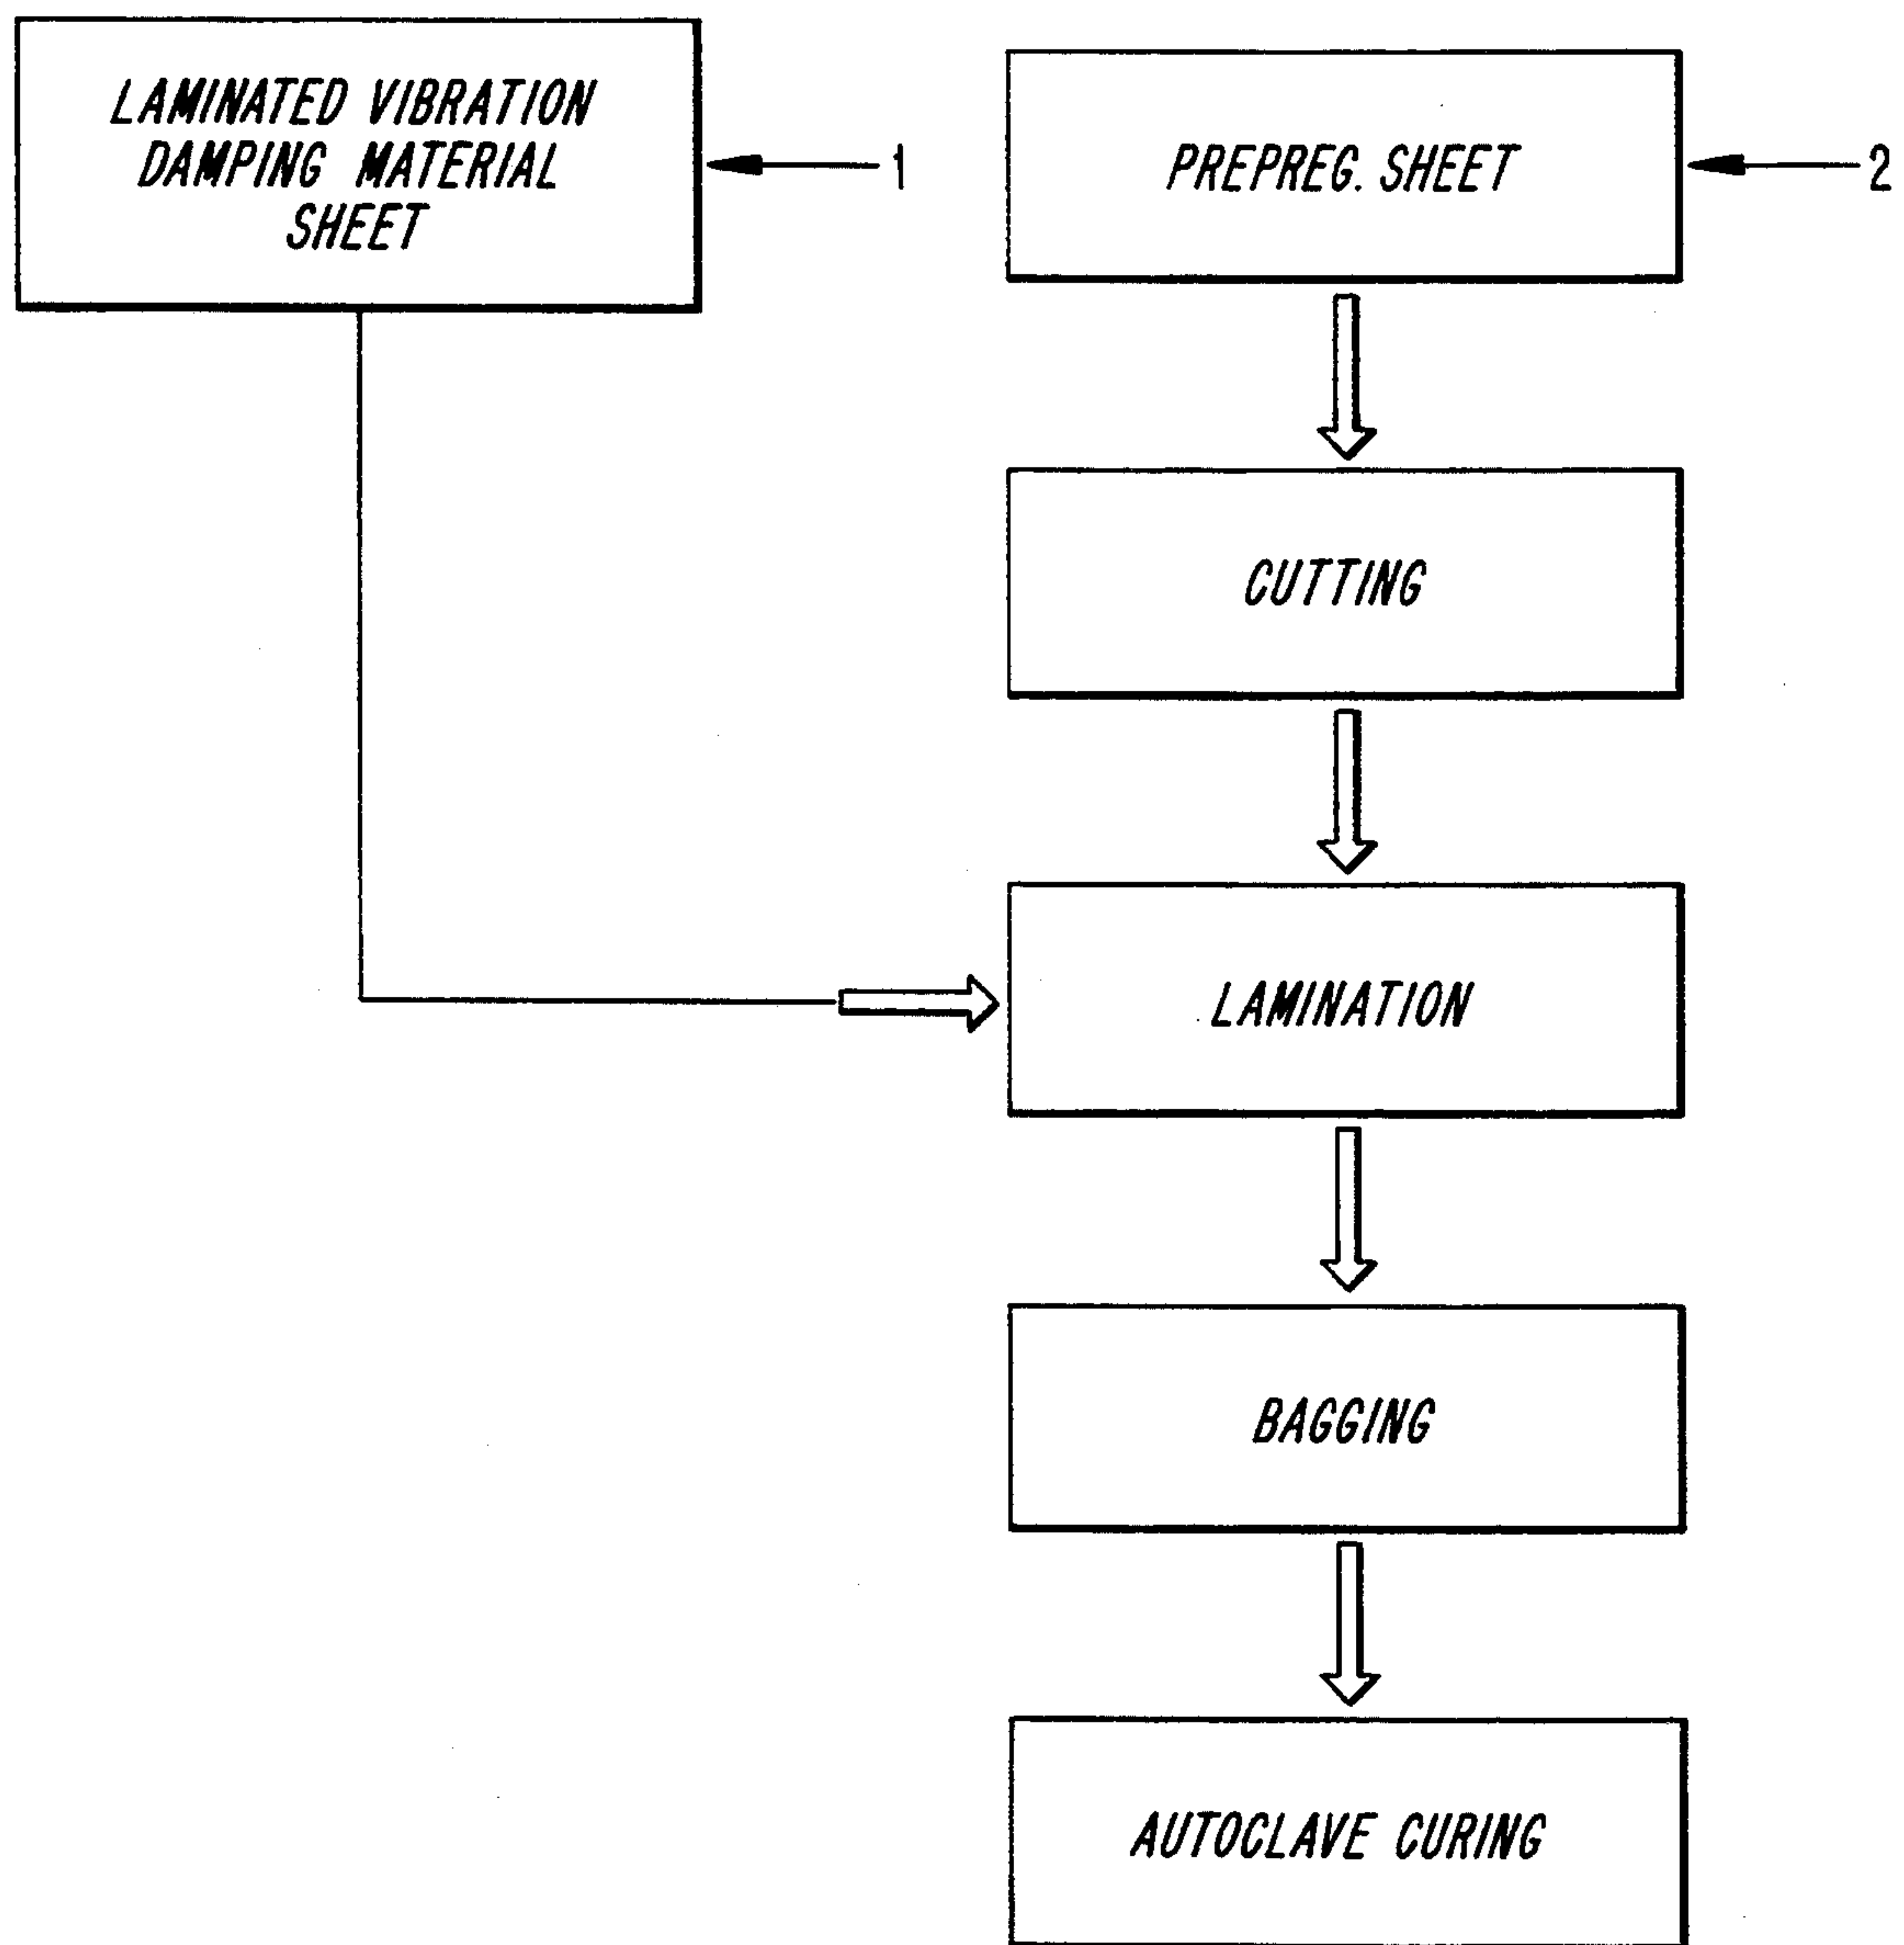 LAMINATED VIBRATION
DAMPING MATERIAL
SHEET
1
PREPREG. SHEET
2
CUTTING
LAMINATION
BAGGING
AUTOCLAVE CURING